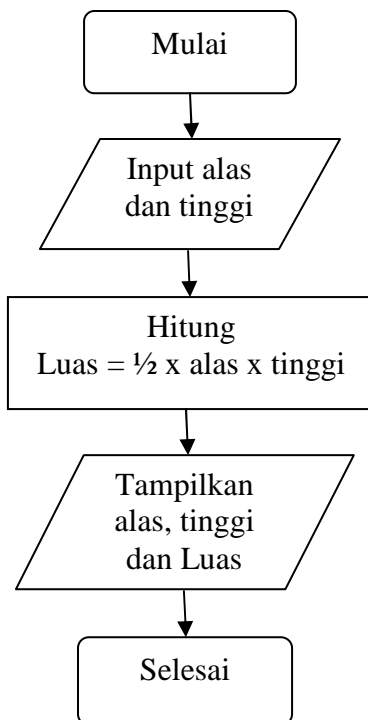 Mulai
Input alas
dan tinggi
Hitung
Luas = ½ x alas x tinggi
Tampilkan
alas, tinggi
dan Luas
Selesai